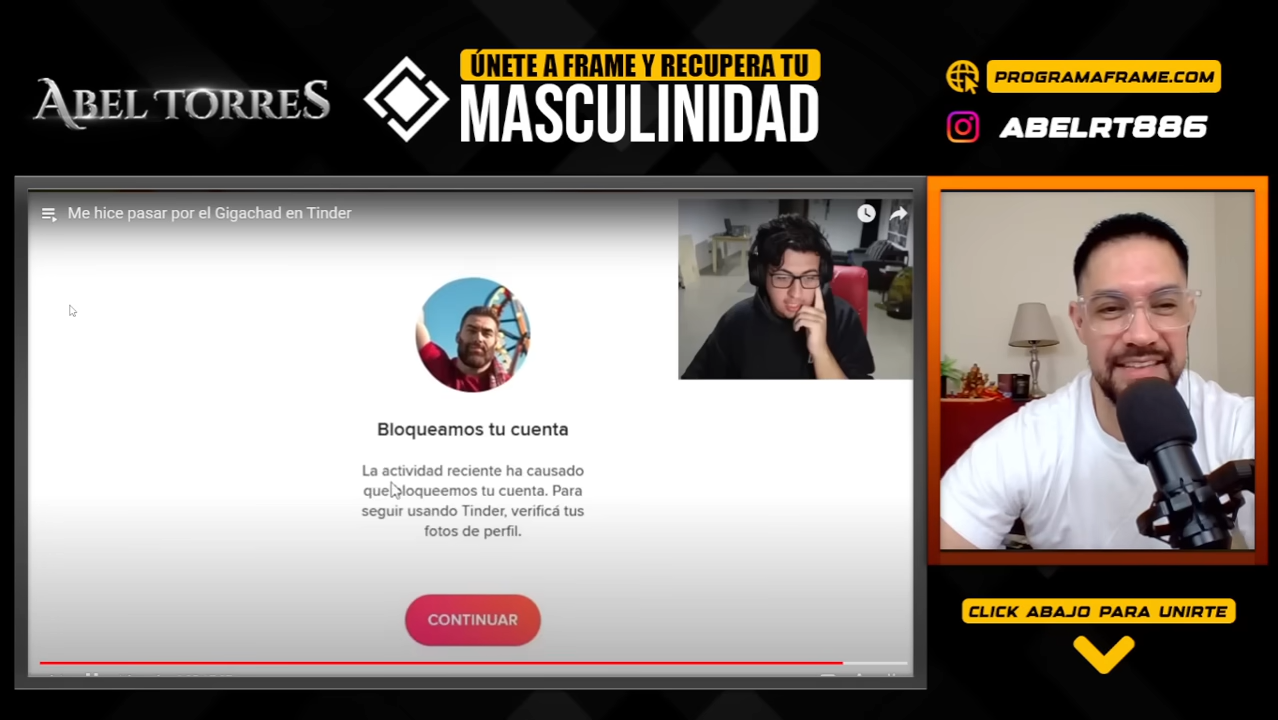 ABEL TORRES
ÚNETE A FRAME Y RECUPERA TU
MASCULINIDAD
PROGRAMAFRAME.COM
ABELRT886
Me hice pasar por el Gigachad en Tinder
Bloqueamos tu cuenta
La actividad reciente ha causado
que bloqueemos tu cuenta. Para
seguir usando Tinder, verificá tus
fotos de perfil.
CONTINUAR
CLICK ABAJO PARA UNIRTE